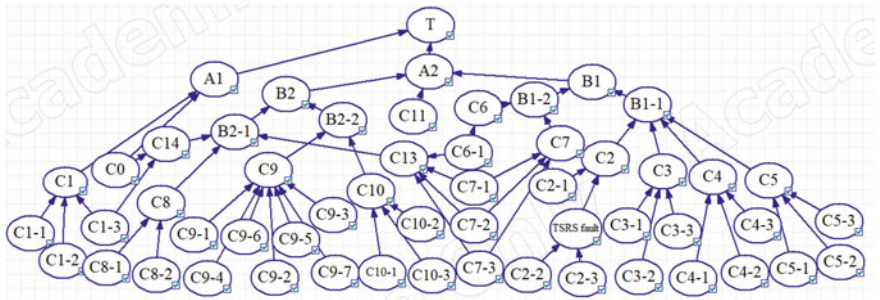 T
A1
A2
B1
B2
C11
C6
B1-2
B1-1
B2-1
B2-2
C14
C0
C13
C6-1
C7
C2
C1
C9
C3
C4
C5
C8
C10
C7-1
C2-1
C1-1
C1-3
C9-1
C9-6
C9-5
C9-3
C10-2
C7-2
TSRS fault
C3-1
C3-3
C4-3
C5-3
C1-2
C8-1
C8-2
C9-4
C9-2
C9-7
C10-1
C10-3
C7-3
C2-2
C2-3
C3-2
C4-1
C4-2
C5-1
C5-2